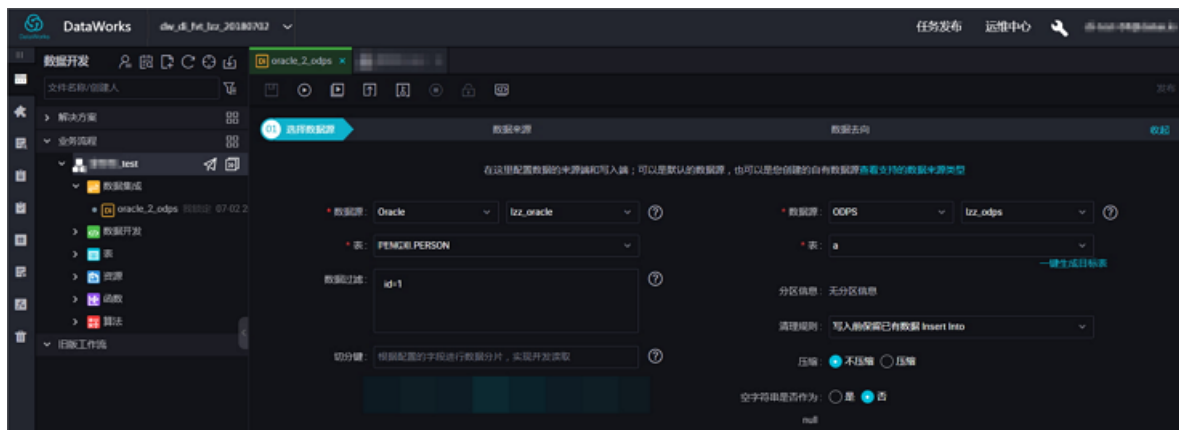 DataWorks
dw_di_fvt_lzz_20180702
任务发布
运维中心
数据开发
oracle_2_odps
文件名称/创建人
发布
解决方案
业务流程
_test
数据集成
oracle_2_odps
07-02 2
数据开发
表
资源
函数
算法
旧版工作流
01 选择数据源
数据来源
数据去向
收起
在这里配置数据的来源端和写入端；可以是默认的数据源，也可以是您创建的自有数据源查看支持的数据来源类型
* 数据源: Oracle lzz_oracle
* 表:
数据过滤: id=1
切分键: 根据配置的字段进行数据分片，实现并发读取
* 数据源: ODPS lzz_odps
* 表: a
一键生成目标表
分区信息: 无分区信息
清理规则: 写入前保留已有数据 Insert Into
压缩: 不压缩 压缩
空字符串是否作为: 是 否
null